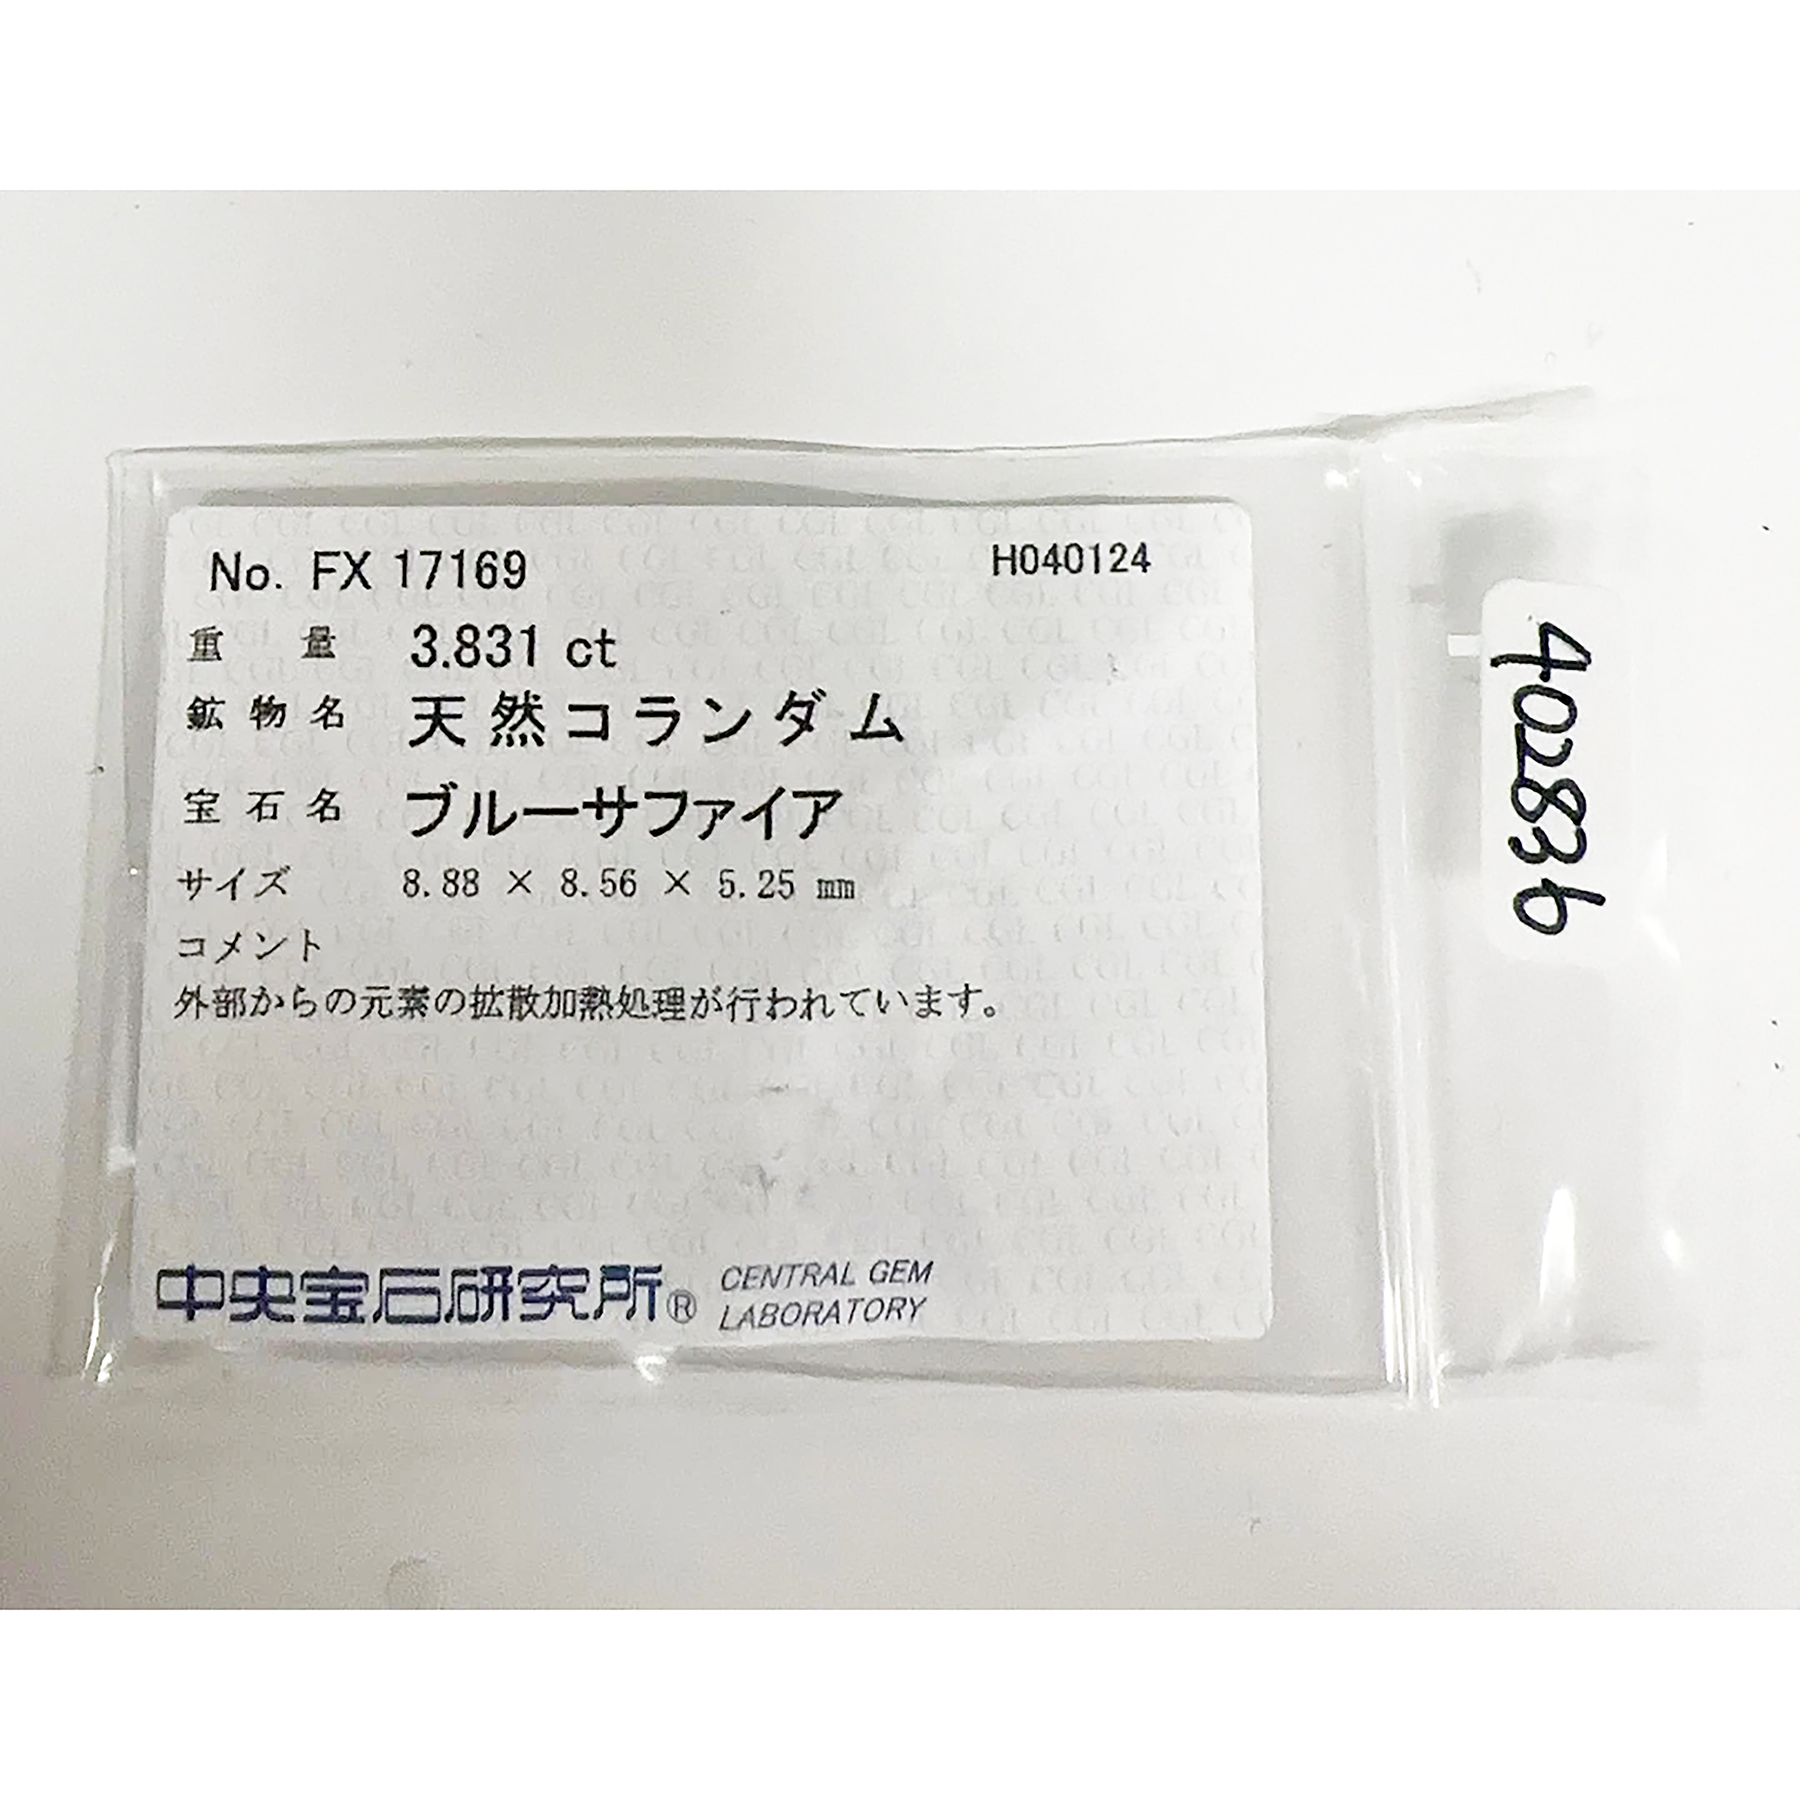 No. FX 17169 H040124
重量 3.831 ct
鉱物名 天然コランダム
宝石名 ブルーサファイア
サイズ 8.88 × 8.56 × 5.25 mm
コメント
外部からの元素の拡散加熱処理が行われています。
中央宝石研究所® CENTRAL GEM
LABORATORY
402836